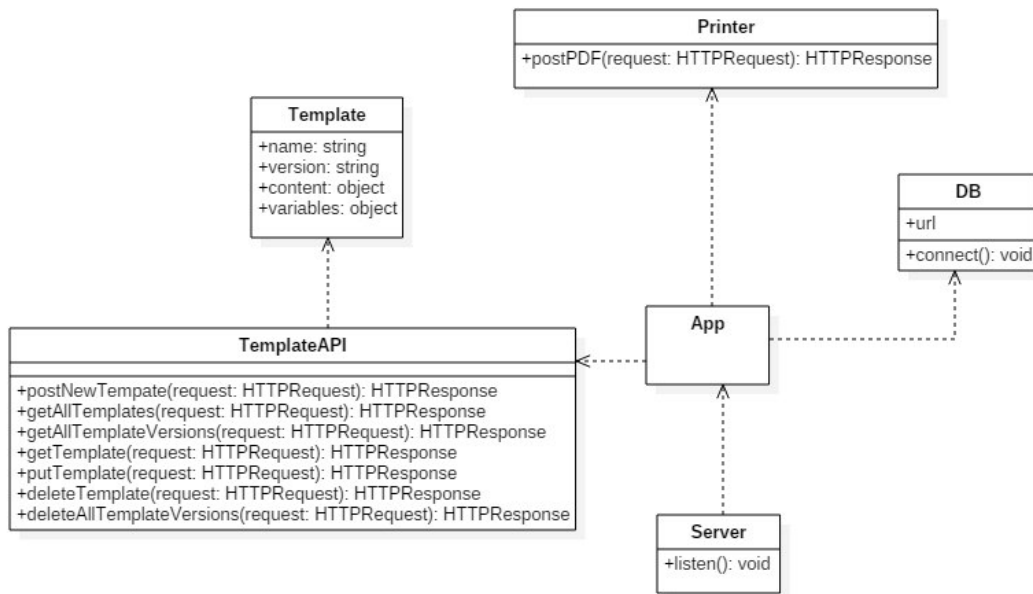 Printer
+postPDF(request: HTTPRequest): HTTPResponse
Template
+name: string
+version: string
+content: object
+variables: object
DB
+url
+connect(): void
App
TemplateAPI
+postNewTempate(request: HTTPRequest): HTTPResponse
+getAllTemplates(request: HTTPRequest): HTTPResponse
+getAllTemplateVersions(request: HTTPRequest): HTTPResponse
+getTemplate(request: HTTPRequest): HTTPResponse
+putTemplate(request: HTTPRequest): HTTPResponse
+deleteTemplate(request: HTTPRequest): HTTPResponse
+deleteAllTemplateVersions(request: HTTPRequest): HTTPResponse
Server
+listen(): void